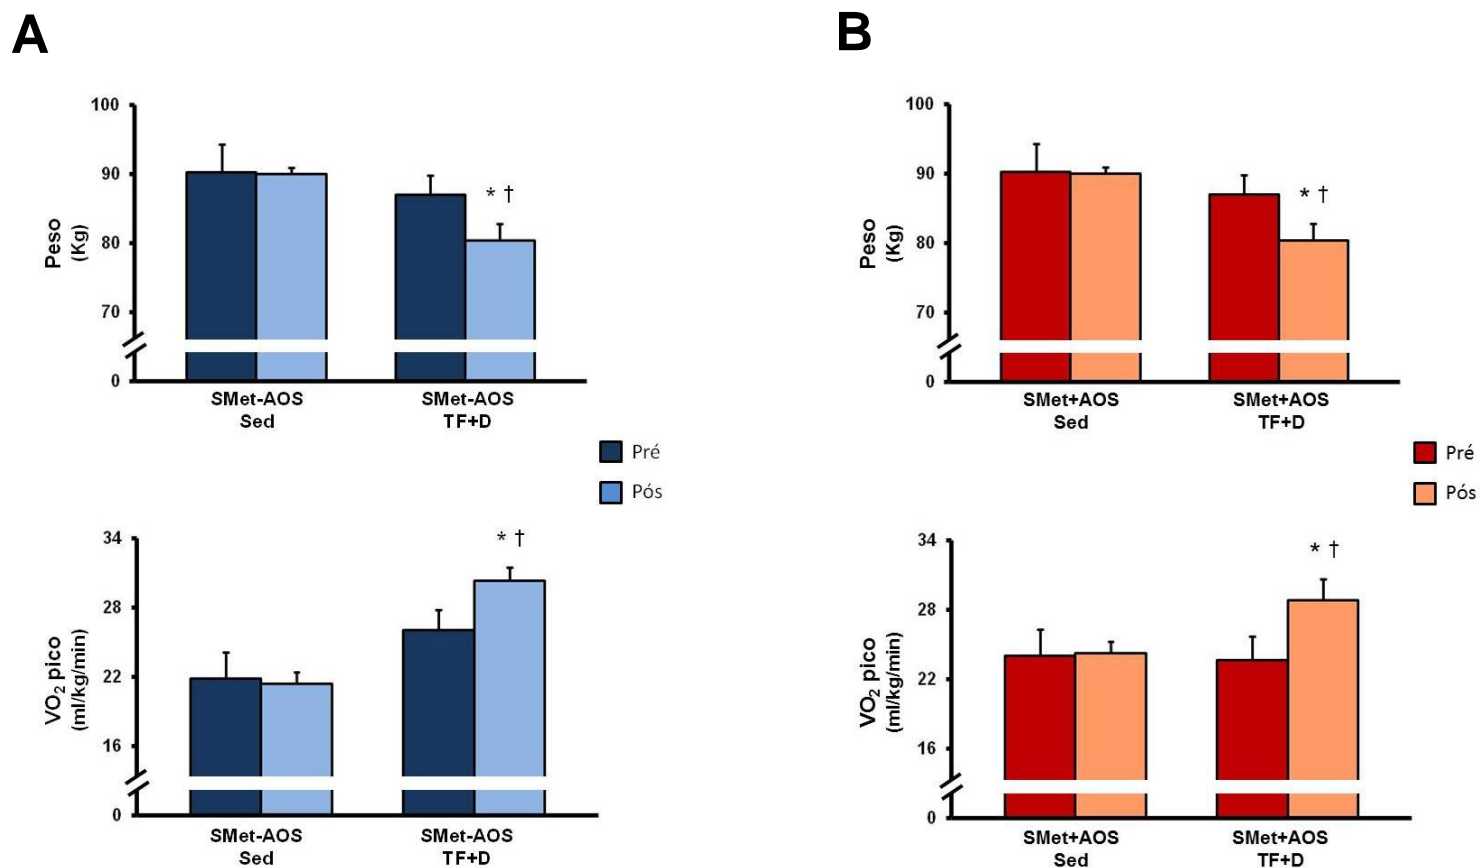 A
B
100
90
80
70
0
Peso
(Kg)
* †
SMet-AOS
Sed
SMet-AOS
TF+D
100
90
80
70
0
Peso
(Kg)
* †
SMet+AOS
Sed
SMet+AOS
TF+D
Pré
Pós
Pré
Pós
34
28
22
16
0
VO₂ pico
(ml/kg/min)
* †
SMet-AOS
Sed
SMet-AOS
TF+D
34
28
22
16
0
VO₂ pico
(ml/kg/min)
* †
SMet+AOS
Sed
SMet+AOS
TF+D